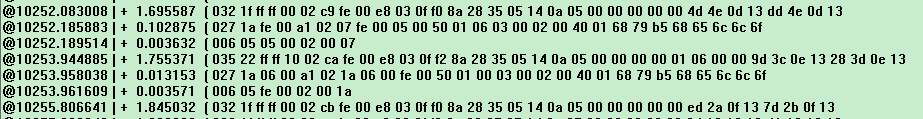 @10252.083008 | + 1.695587 ( 032 1f ff ff 00 02 c9 fe 00 e8 03 0f f0 8a 28 35 05 14 0a 05 00 00 00 00 00 4d 4e 0d 13 dd 4e 0d 13
@10252.185883 | + 0.102875 ( 027 1a fe 00 a1 02 07 fe 00 05 00 50 01 06 03 00 02 00 40 01 68 79 b5 68 65 6c 6c 6f
@10252.189514 | + 0.003632 ( 006 05 05 00 02 00 07
@10253.944885 | + 1.755371 ( 035 22 ff ff 10 02 ca fe 00 e8 03 0f f2 8a 28 35 05 14 0a 05 00 00 00 00 01 06 00 00 9d 3c 0e 13 28 3d 0e 13
@10253.958038 | + 0.013153 ( 027 1a 06 00 a1 02 1a 06 00 fe 00 50 01 00 03 00 02 00 40 01 68 79 b5 68 65 6c 6c 6f
@10253.961609 | + 0.003571 ( 006 05 fe 00 02 00 1a
@10255.806641 | + 1.845032 ( 032 1f ff ff 00 02 cb fe 00 e8 03 0f f0 8a 28 35 05 14 0a 05 00 00 00 00 00 ed 2a 0f 13 7d 2b 0f 13